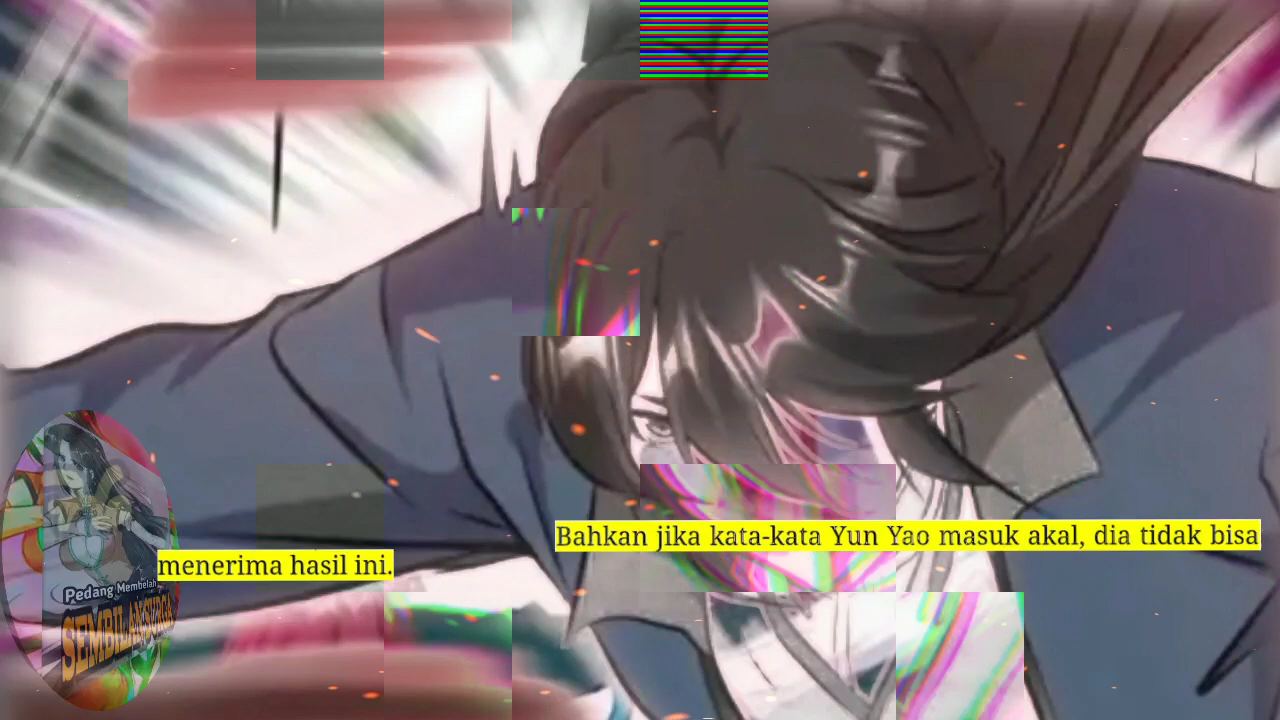 Bahkan jika kata-kata Yun Yao masuk akal, dia tidak bisa
menerima hasil ini.
Pedang Membelah
SEMBILAN SURGA